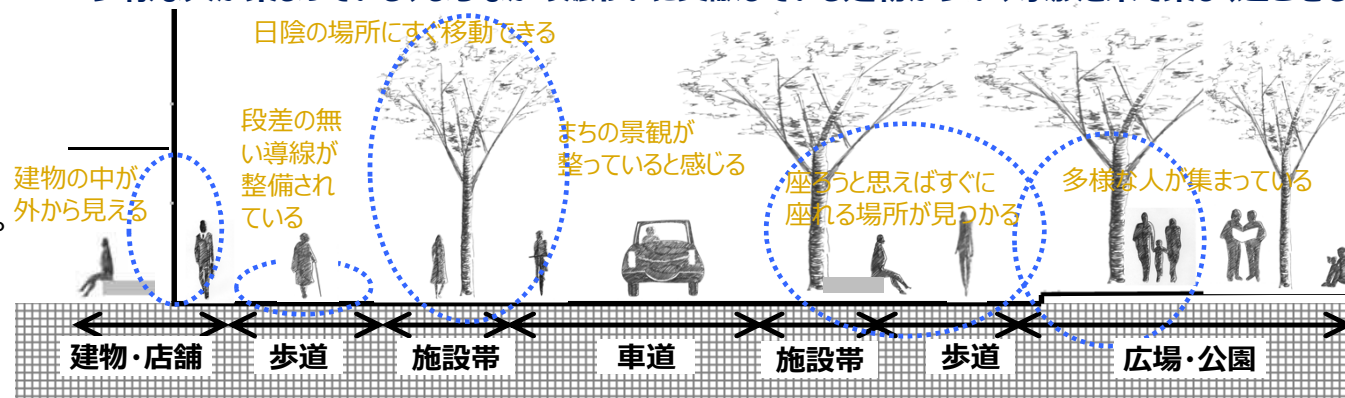 日陰の場所にすぐ移動できる
段差の無
い導線が
整備され
ている
まちの景観が
整っていると感じる
建物の中が
外から見える
座ろうと思えばすぐに
座れる場所が見つかる
多様な人が集まっている
。
建物・店舗
歩道
施設帯
車道
施設帯
歩道
広場・公園